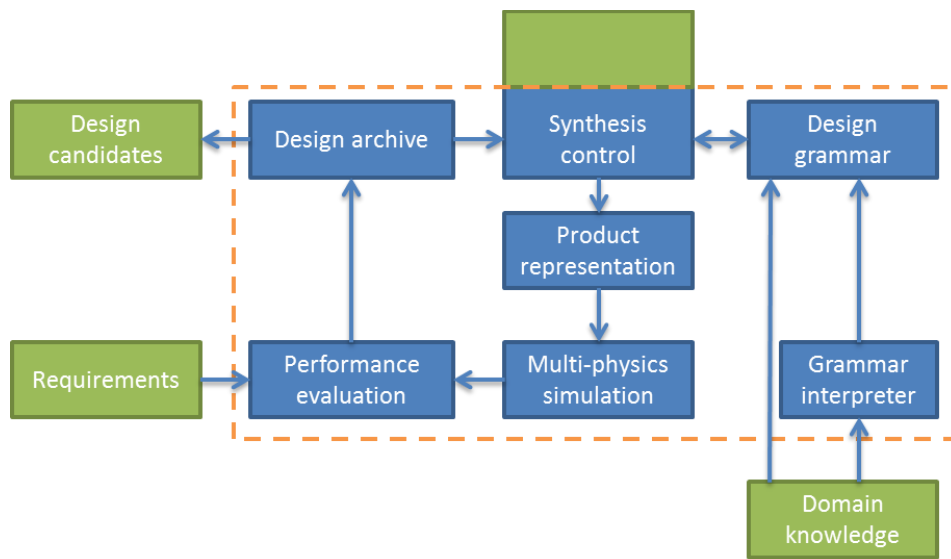 Design
candidates
Design archive
Synthesis
control
Design
grammar
Product
representation
Requirements
Performance
evaluation
Multi-physics
simulation
Grammar
interpreter
Domain
knowledge